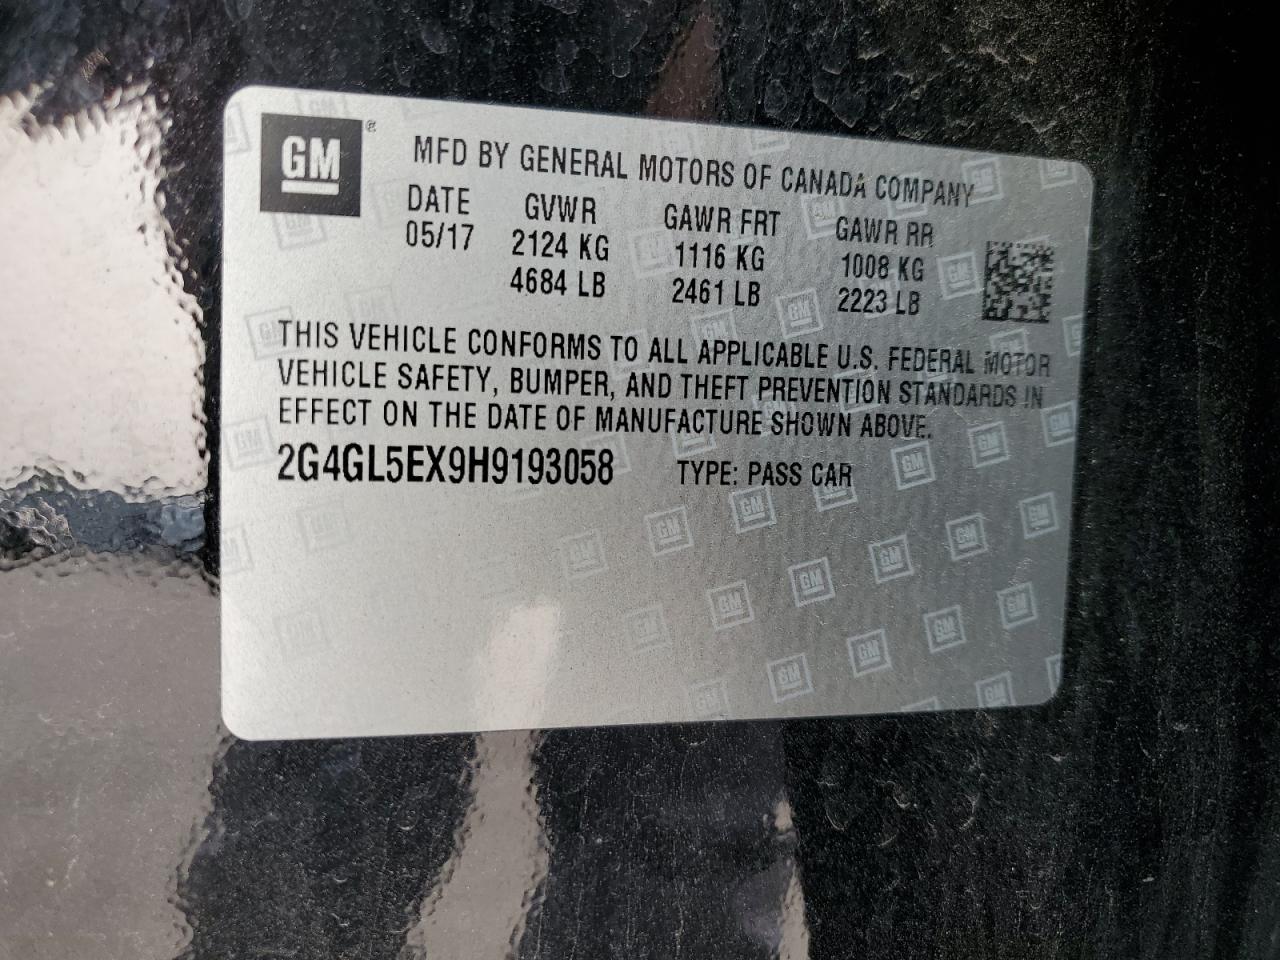 GM ®
MFD BY GENERAL MOTORS OF CANADA COMPANY
DATE GVWR GAWR FRT GAWR RR
05/17 2124 KG 1116 KG 1008 KG
4684 LB 2461 LB 2223 LB
THIS VEHICLE CONFORMS TO ALL APPLICABLE U.S. FEDERAL MOTOR
VEHICLE SAFETY, BUMPER, AND THEFT PREVENTION STANDARDS IN
EFFECT ON THE DATE OF MANUFACTURE SHOWN ABOVE.
2G4GL5EX9H9193058 TYPE: PASS CAR